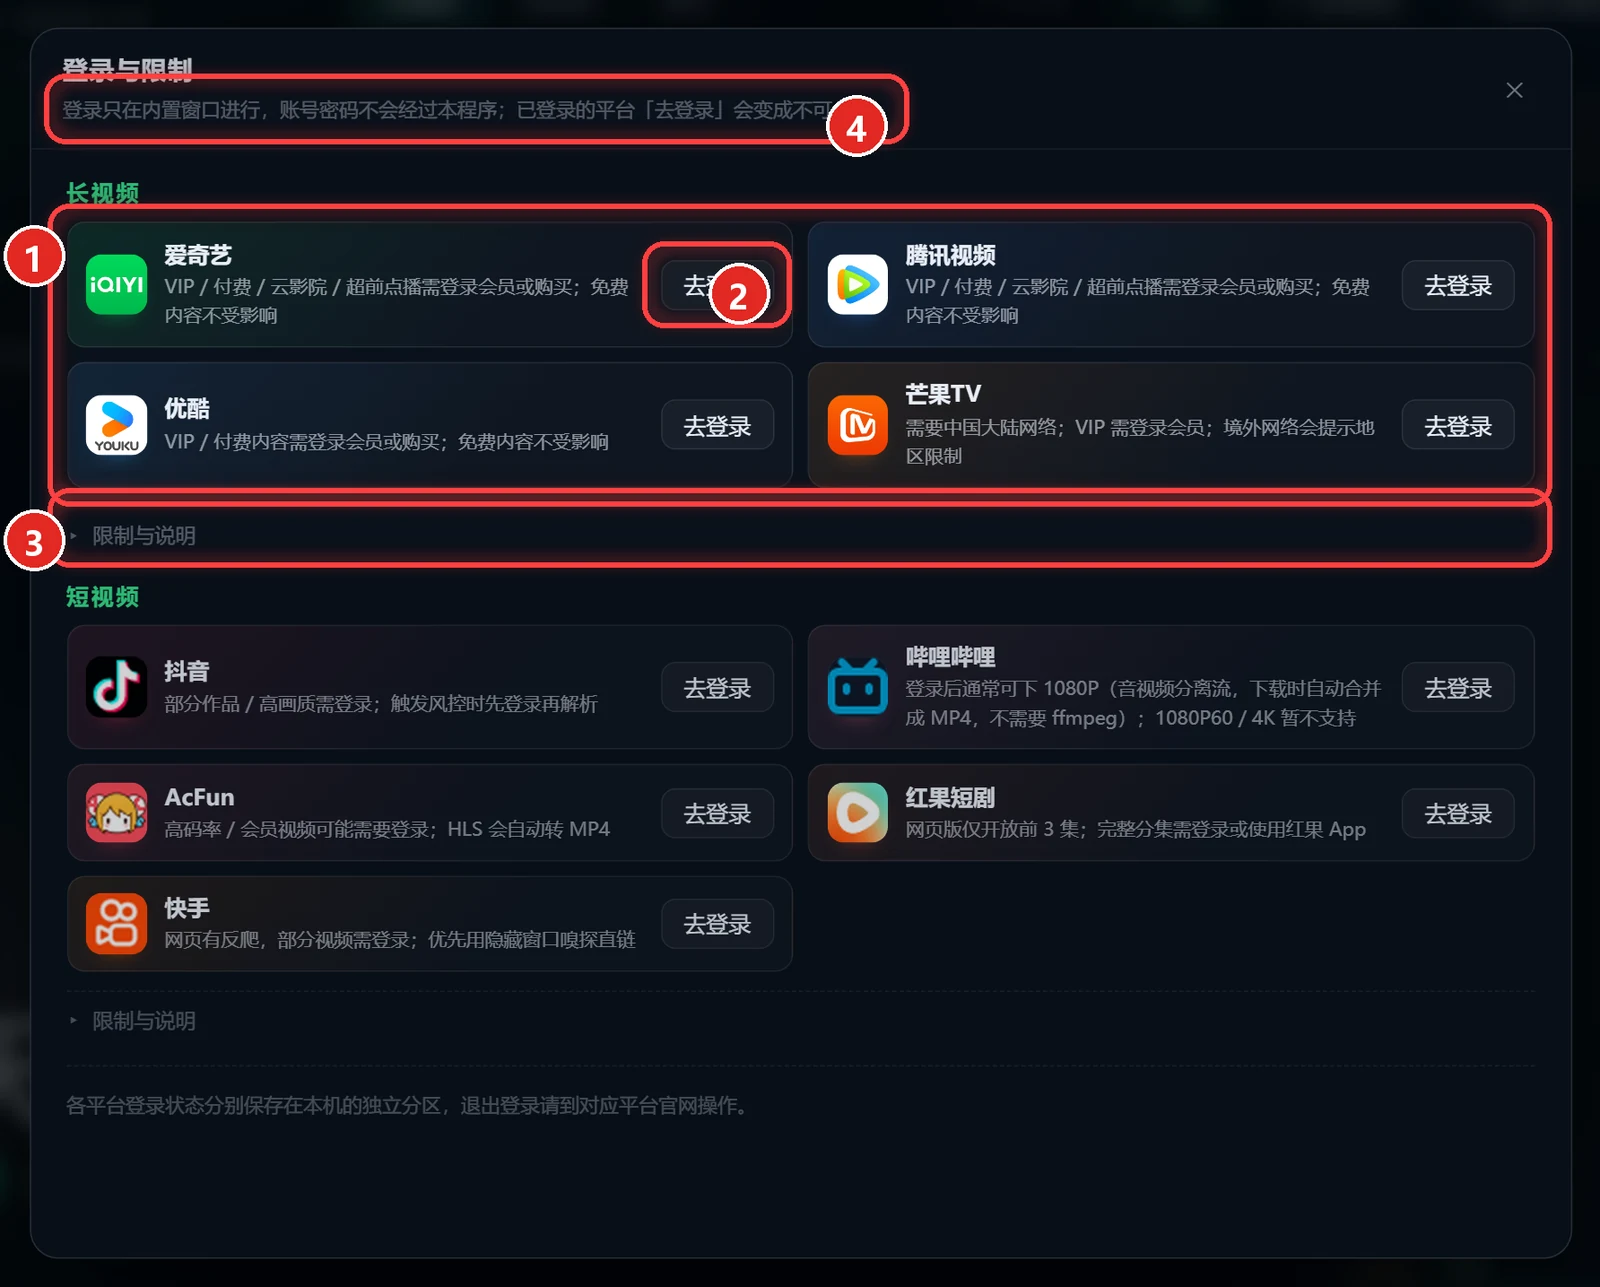 登录与限制
登录只在内置窗口进行，账号密码不会经过本程序；已登录的平台「去登录」会变成不可
4
长视频
1
iQIYI
爱奇艺
VIP / 付费 / 云影院 / 超前点播需登录会员或购买；免费
内容不受影响
去
2
腾讯视频
VIP / 付费 / 云影院 / 超前点播需登录会员或购买；免费
内容不受影响
去登录
YOUKU
优酷
VIP / 付费内容需登录会员或购买；免费内容不受影响
去登录
芒果TV
需要中国大陆网络；VIP 需登录会员；境外网络会提示地
区限制
去登录
3
限制与说明
短视频
抖音
部分作品 / 高画质需登录；触发风控时先登录再解析
去登录
哔哩哔哩
登录后通常可下 1080P（音视频分离流，下载时自动合并
成 MP4，不需要 ffmpeg）；1080P60 / 4K 暂不支持
去登录
AcFun
高码率 / 会员视频可能需要登录；HLS 会自动转 MP4
去登录
红果短剧
网页版仅开放前 3 集；完整分集需登录或使用红果 App
去登录
快手
网页有反爬，部分视频需登录；优先用隐藏窗口嗅探直链
去登录
限制与说明
各平台登录状态分别保存在本机的独立分区，退出登录请到对应平台官网操作。